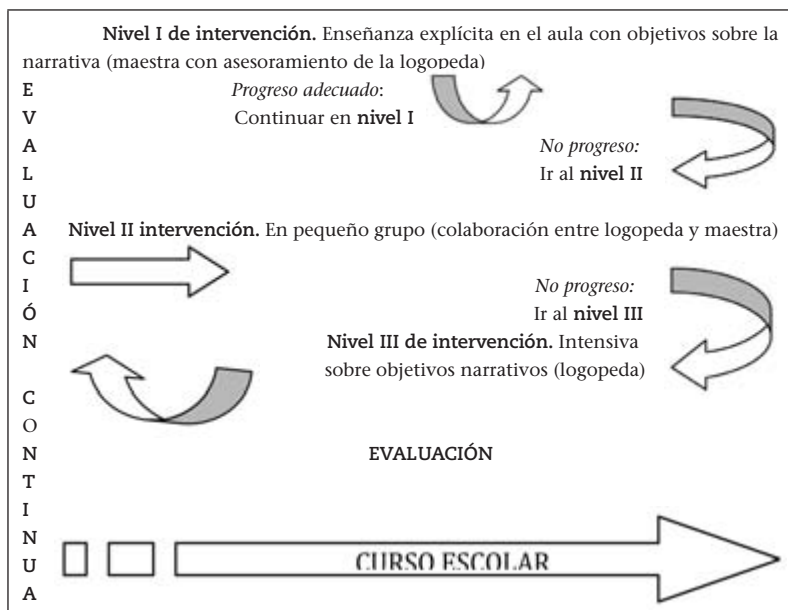 Nivel I de intervención. Enseñanza explícita en el aula con objetivos sobre la
narrativa (maestra con asesoramiento de la logopeda)
Progreso adecuado:
Continuar en nivel I
No progreso:
Ir al nivel II
Nivel II intervención. En pequeño grupo (colaboración entre logopeda y maestra)
No progreso:
Ir al nivel III
Nivel III de intervención. Intensiva
sobre objetivos narrativos (logopeda)
EVALUACIÓN
CURSO ESCOLAR
EVALUACIÓN CONTINUA